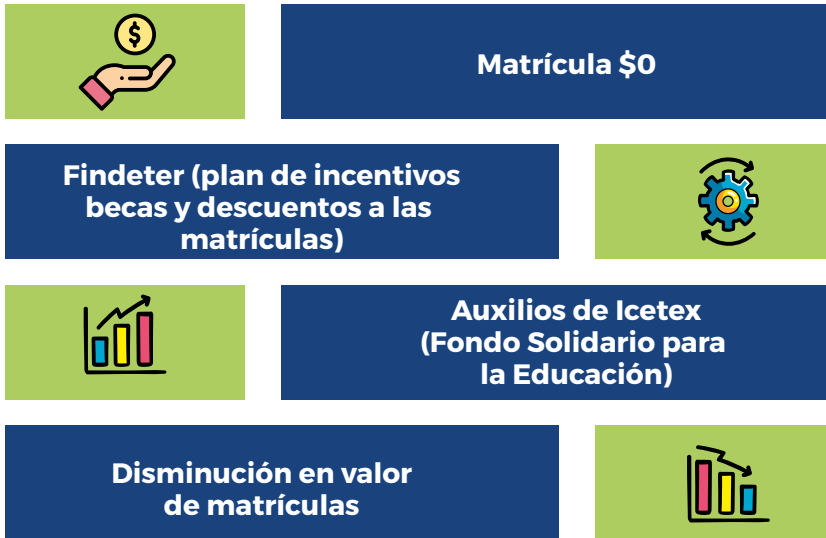 $
Matrícula $0
Findeter (plan de incentivos
becas y descuentos a las
matrículas)
Auxilios de Icetex
(Fondo Solidario para
la Educación)
Disminución en valor
de matrículas